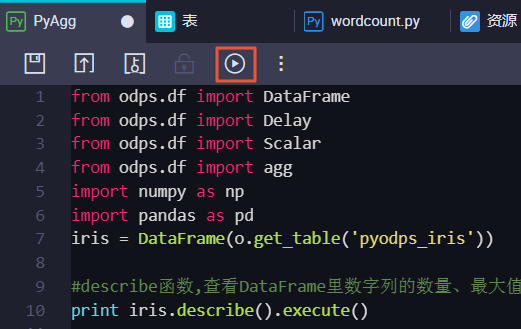 Py PyAgg 表 Py wordcount.py 资源
1 from odps.df import DataFrame
2 from odps.df import Delay
3 from odps.df import Scalar
4 from odps.df import agg
5 import numpy as np
6 import pandas as pd
7 iris = DataFrame(o.get_table('pyodps_iris'))
8
9 #describe函数,查看DataFrame里数字列的数量、最大值
10 print iris.describe().execute()